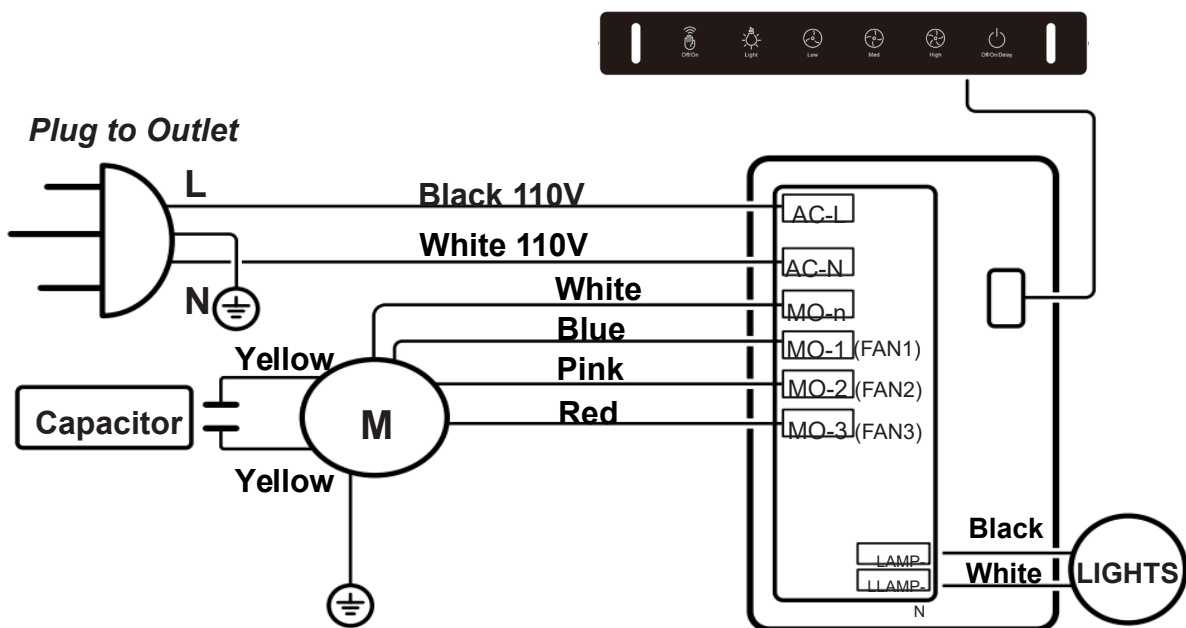 Off/On Light Low Med High Off/On/Delay
Plug to Outlet
L
Black 110V
AC-L
White 110V
AC-N
N
White
MO-n
Blue
MO-1 (FAN1)
Yellow
Pink
MO-2 (FAN2)
Capacitor
M
Red
MO-3 (FAN3)
Yellow
Black
LAMP-
LIGHTS
White
LLAMP-
N